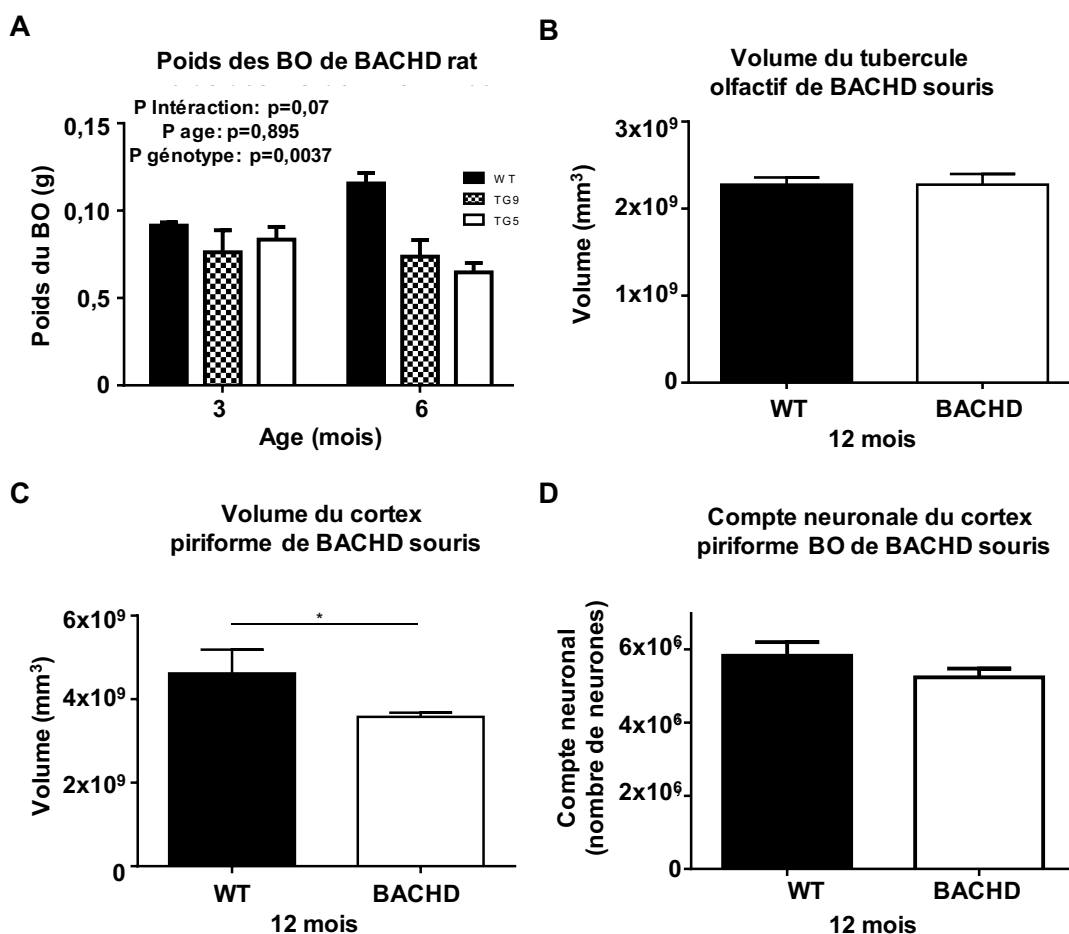 A
Poids des BO de BACHD rat
P Intéraction: p=0,07
P age: p=0,895
P génotype: p=0,0037
Poids du BO (g)
0,15
0,10
0,5
0
WT
TG9
TG5
3
6
Age (mois)
B
Volume du tubercule
olfactif de BACHD souris
Volume (mm³)
3x10⁹
2x10⁹
1x10⁹
0
WT
BACHD
12 mois
C
Volume du cortex
piriforme de BACHD souris
Volume (mm³)
6x10⁹
4x10⁹
2x10⁹
0
*
WT
BACHD
12 mois
D
Compte neuronale du cortex
piriforme BO de BACHD souris
Compte neuronal
(nombre de neurones)
6x10⁶
4x10⁶
2x10⁶
0
WT
BACHD
12 mois